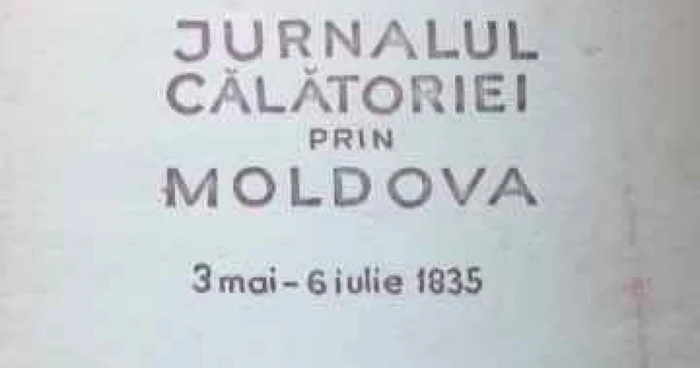 JURNALUL
CĂLĂTORIEI
PRIN
MOLDOVA
3 mai - 6 iulie 1835